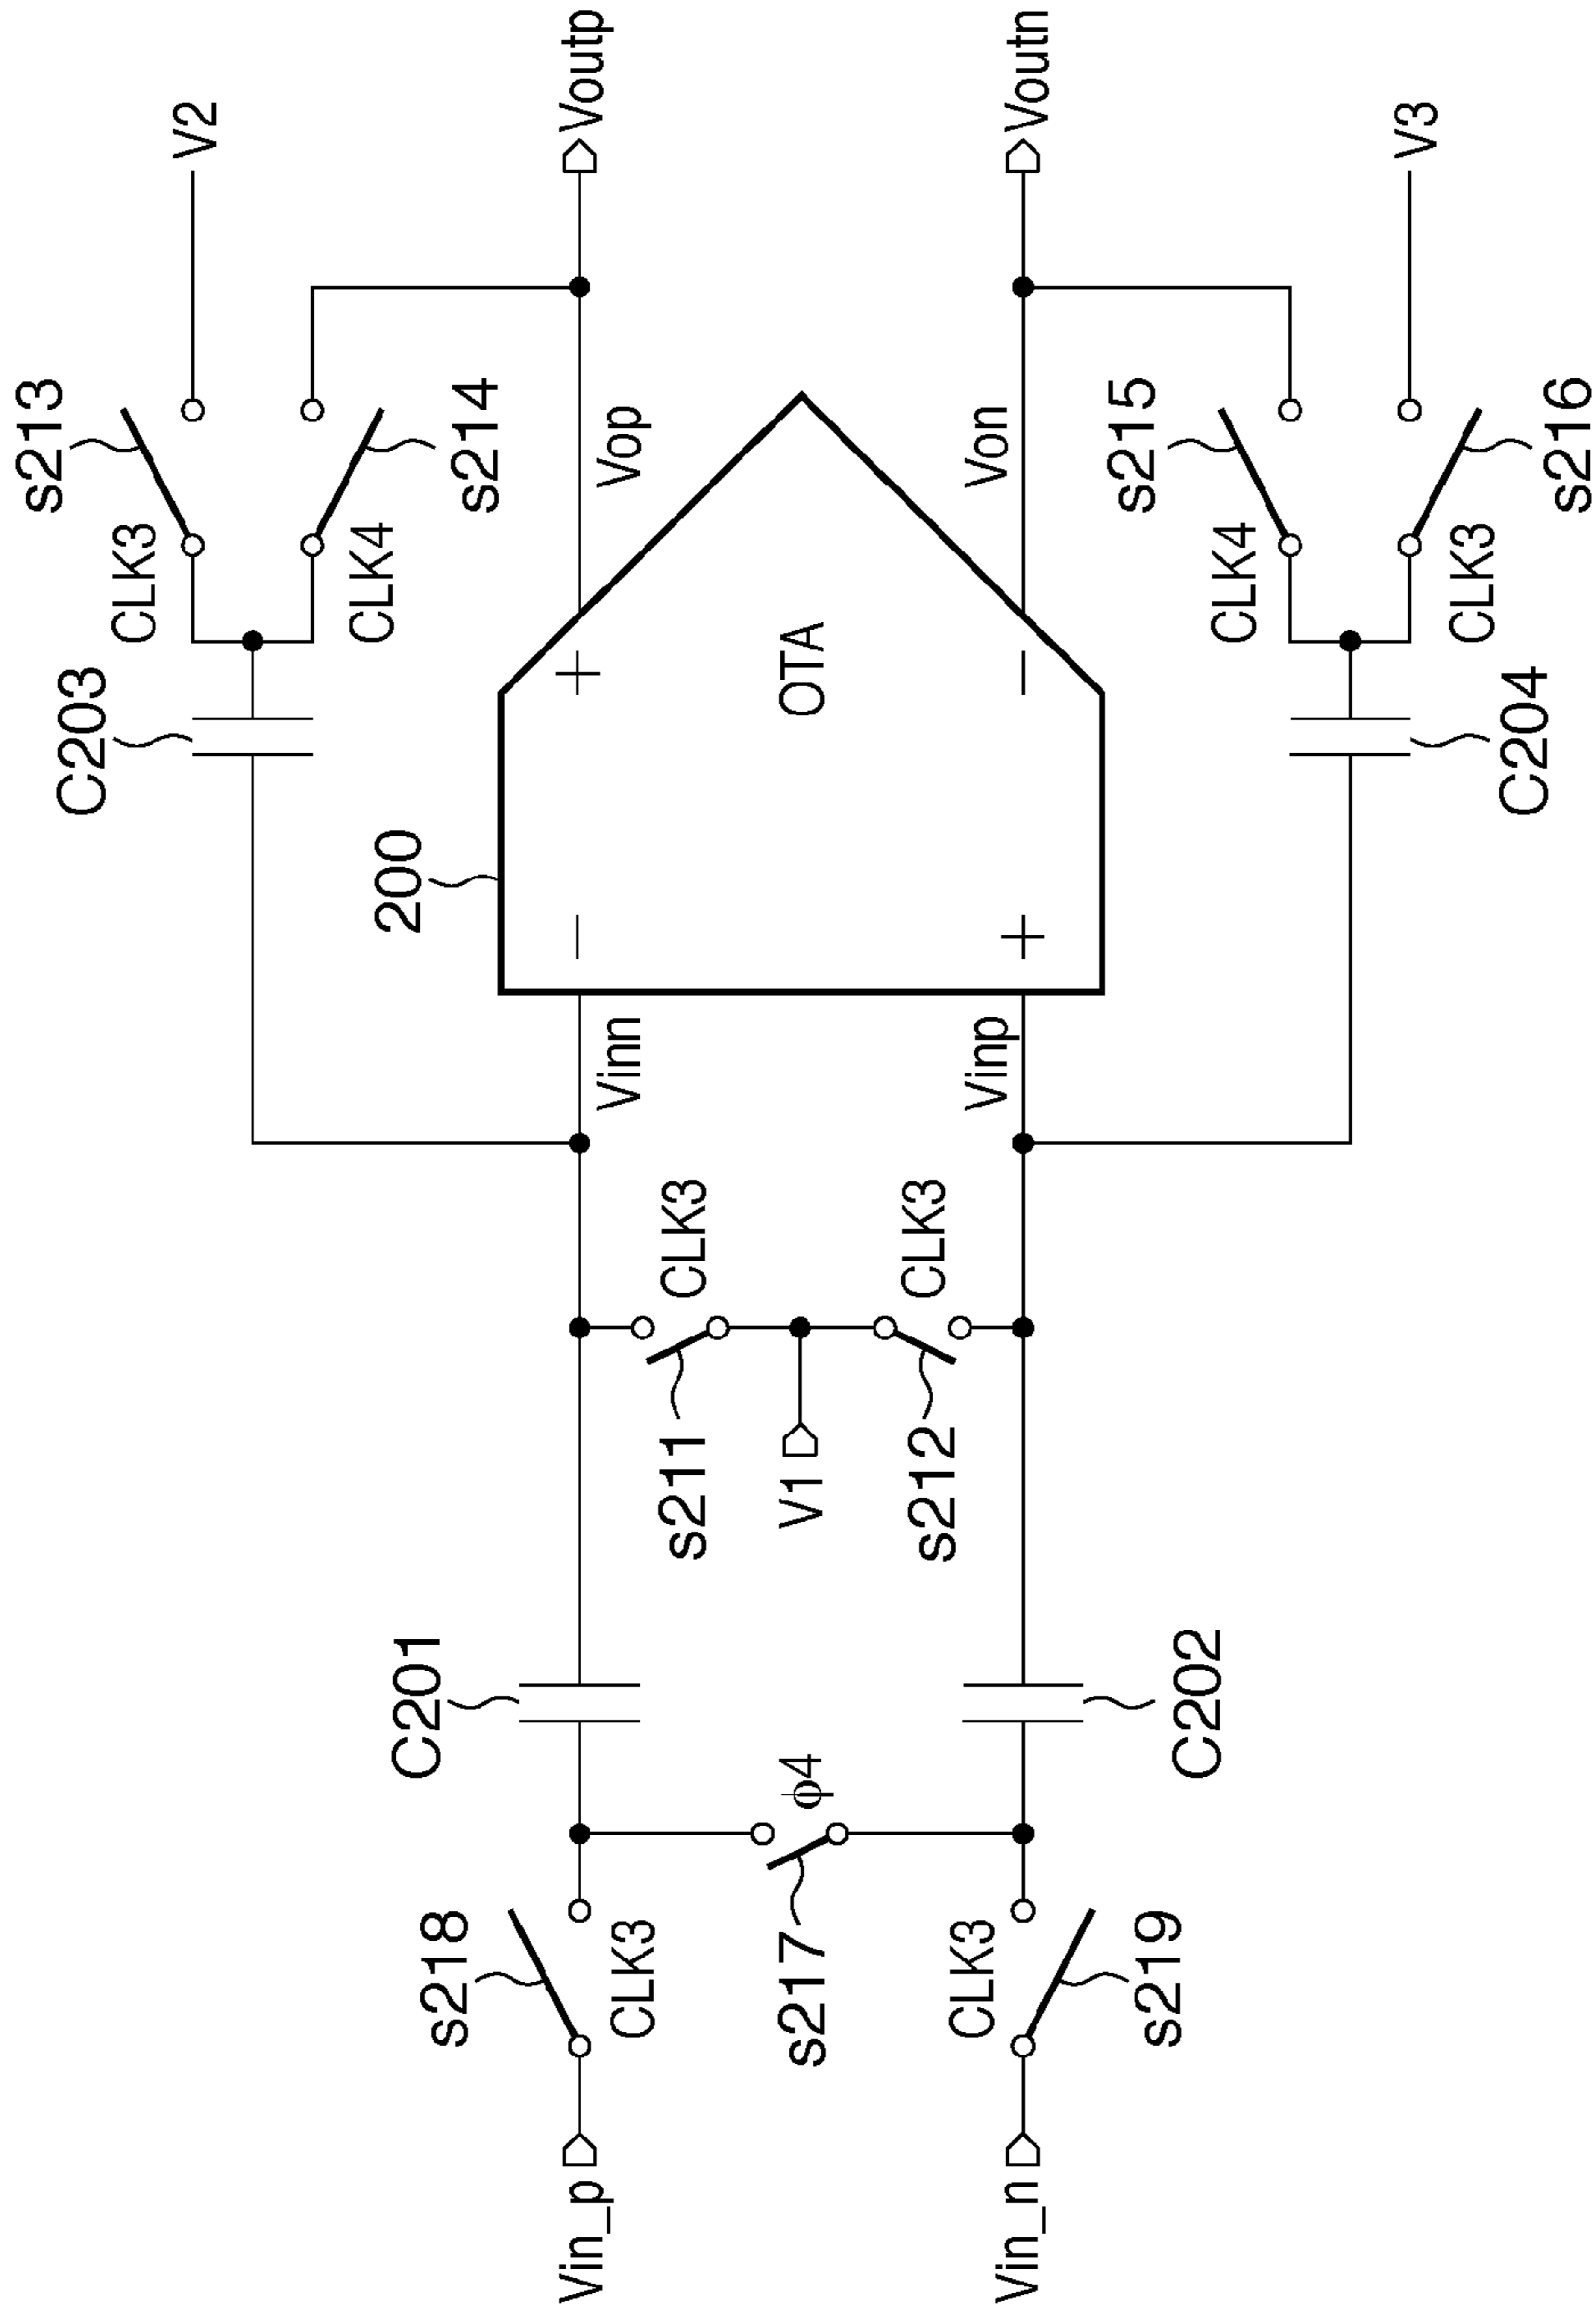 s213
V2
CLK3
C203
CLK4
s214
200
Vinn
Vop
Voutp
C201
s218
Vin_p
CLK3
s211
CLK3
OTA
−
+
+
−
φ4
s217
V1
s212
CLK3
CLK3
Vinp
Von
Voutn
Vin_n
s219
C202
s215
CLK4
V3
CLK3
C204
s216